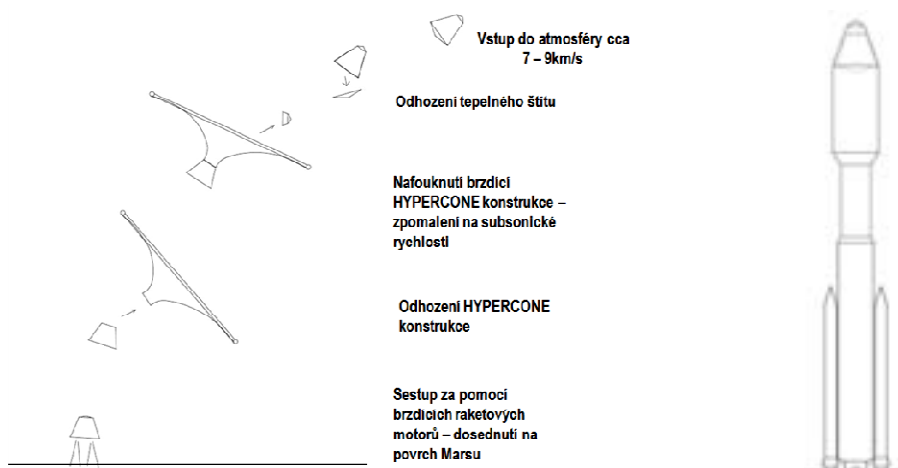 Vstup do atmosféry cca
7 – 9km/s
Odhození tepelného štítu
Nafouknutí brzdící
HYPERCONE konstrukce –
zpomalení na subsonické
rychlosti
Odhození HYPERCONE
konstrukce
Sestup za pomocí
brzdících raketových
motorů – dosednutí na
povrch Marsu